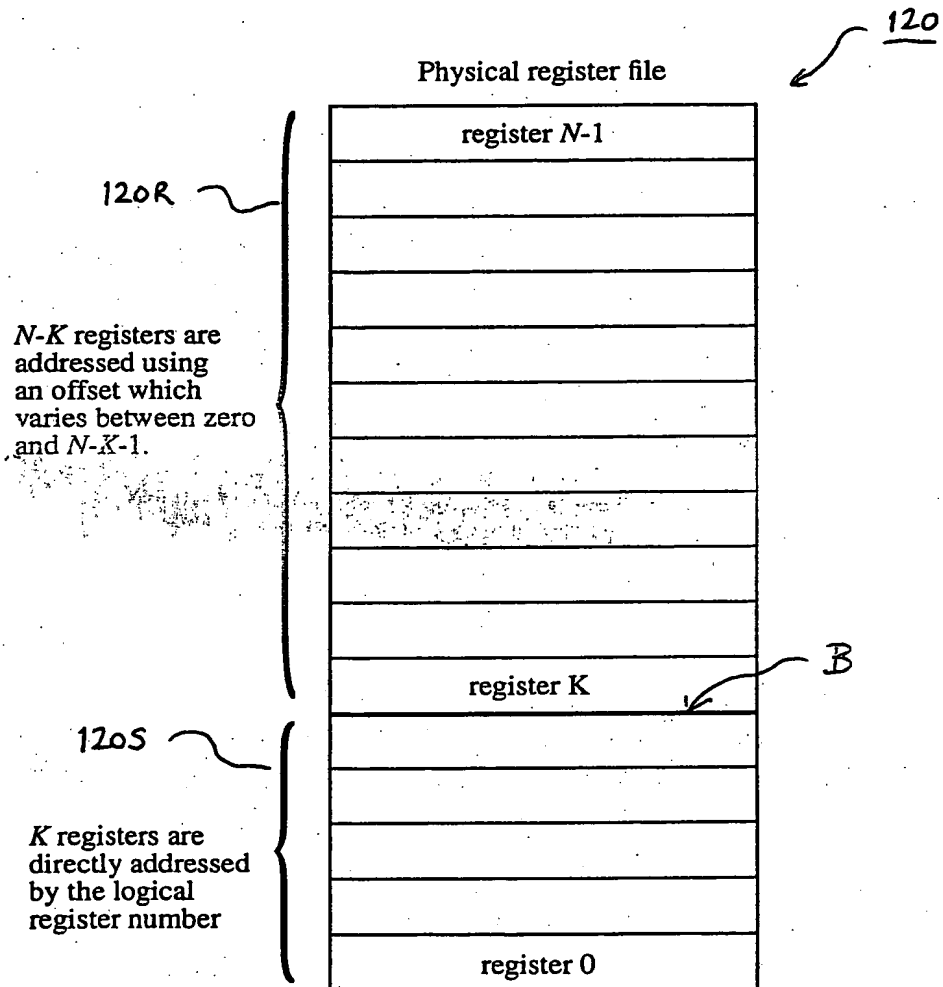 120
Physical register file
register N-1
120R
N-K registers are
addressed using
an offset which
varies between zero
and N-K-1.
register K
B
120S
K registers are
directly addressed
by the logical
register number
register 0